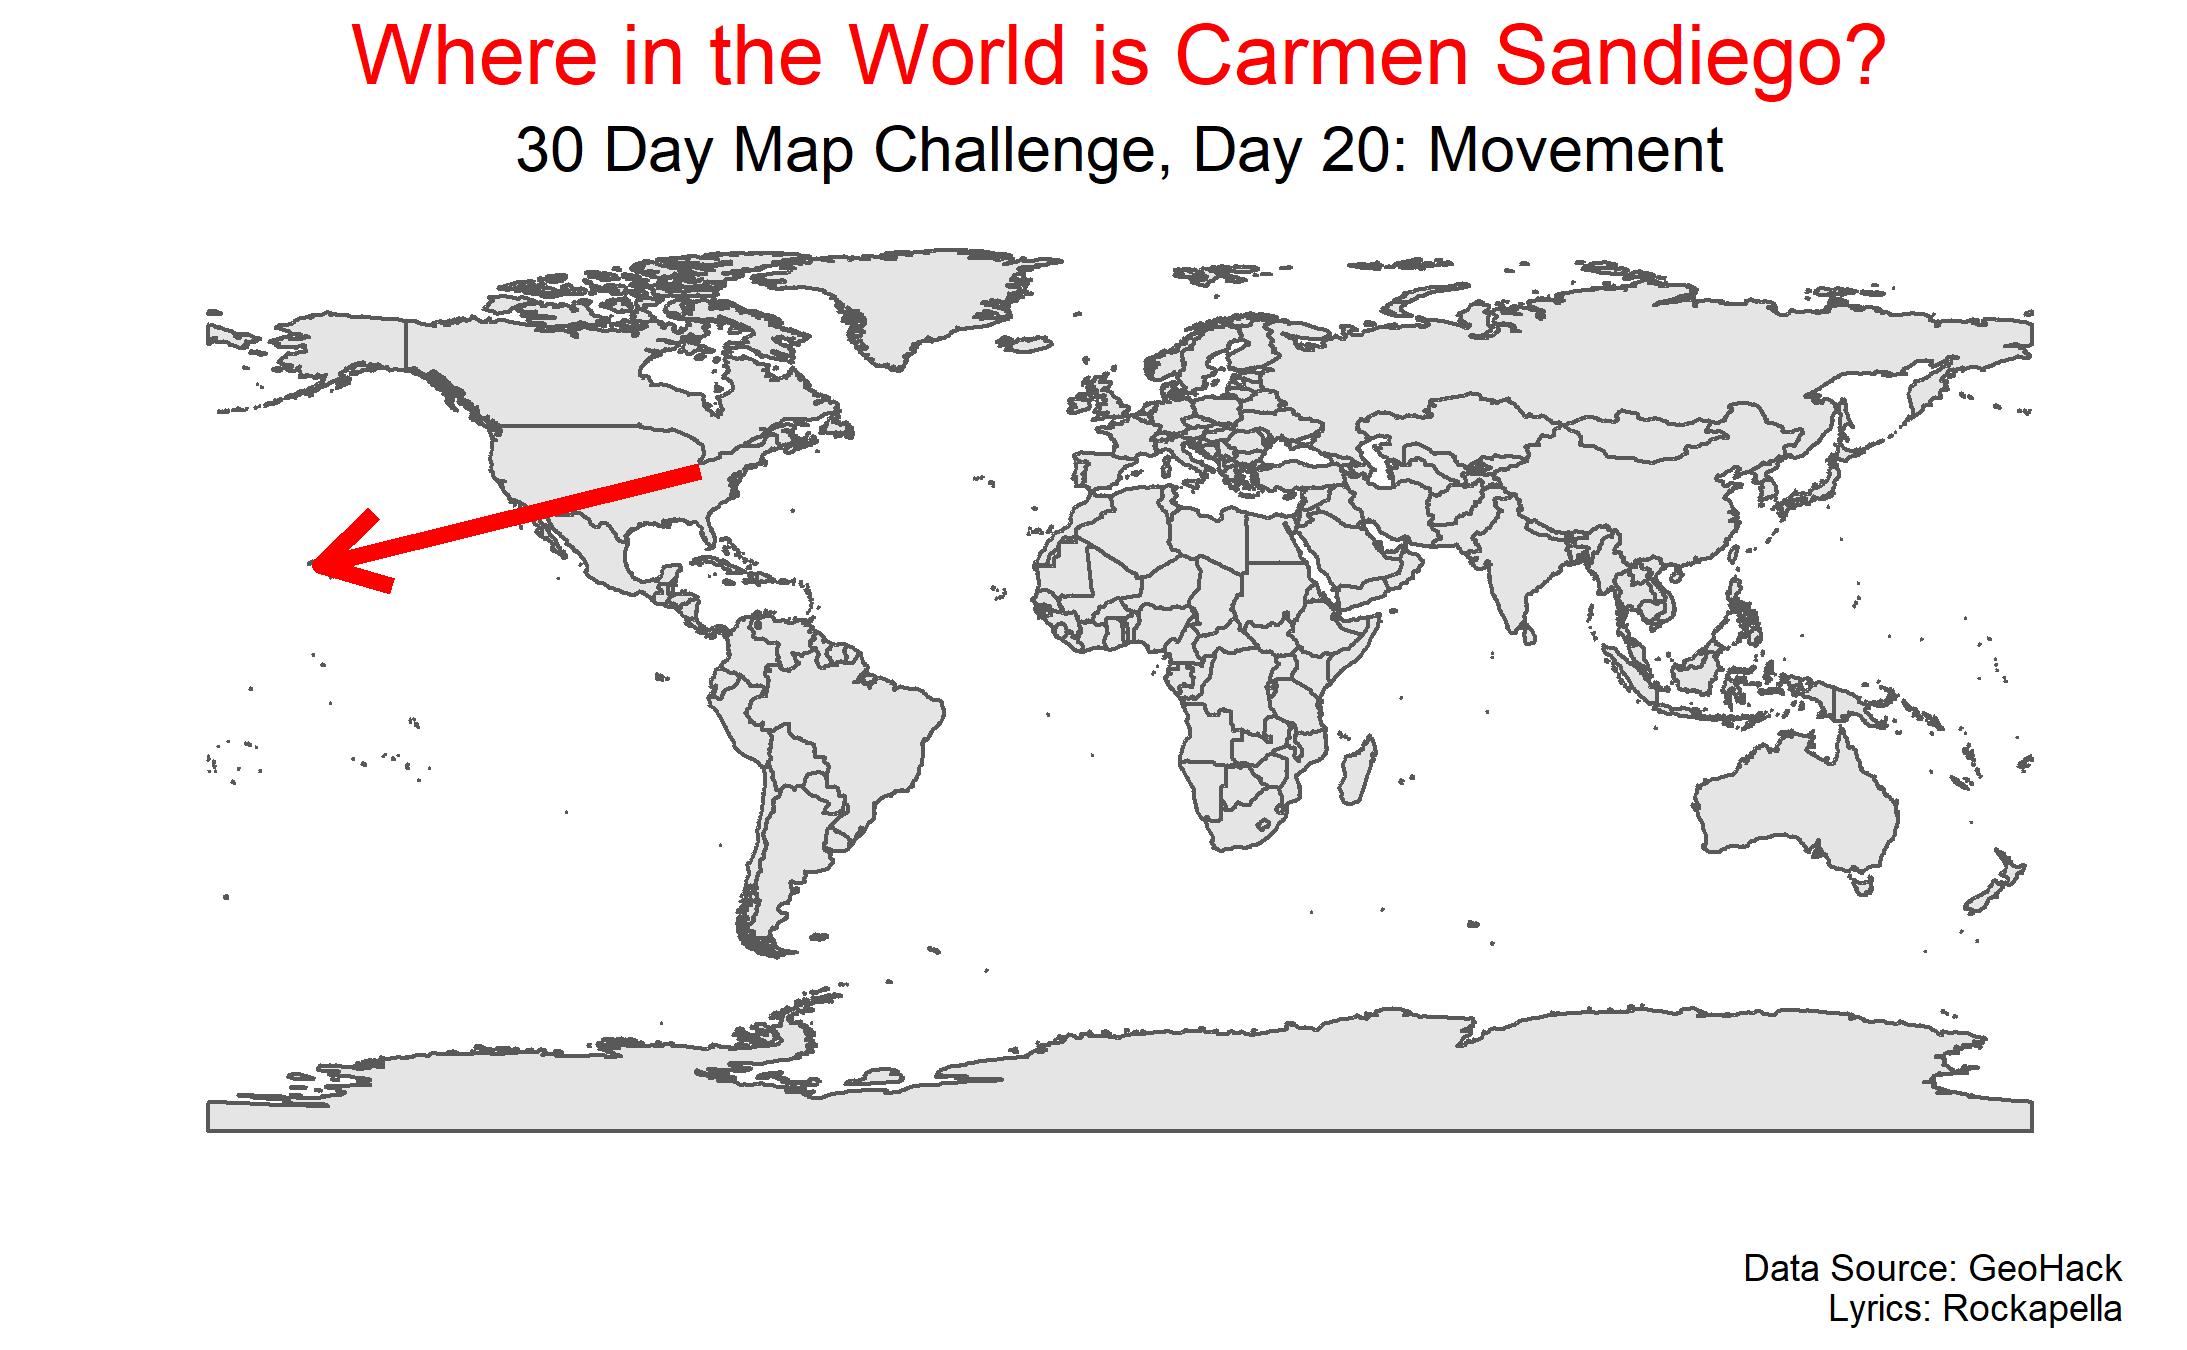 Where in the World is Carmen Sandiego?
30 Day Map Challenge, Day 20: Movement
Data Source: GeoHack
Lyrics: Rockapella